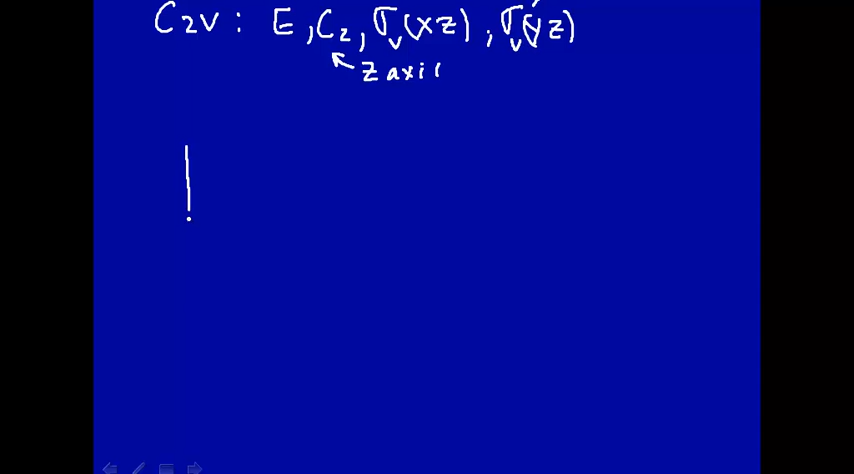 C2V : E , C2 , σv(xz) , σv'(yz)
z axis